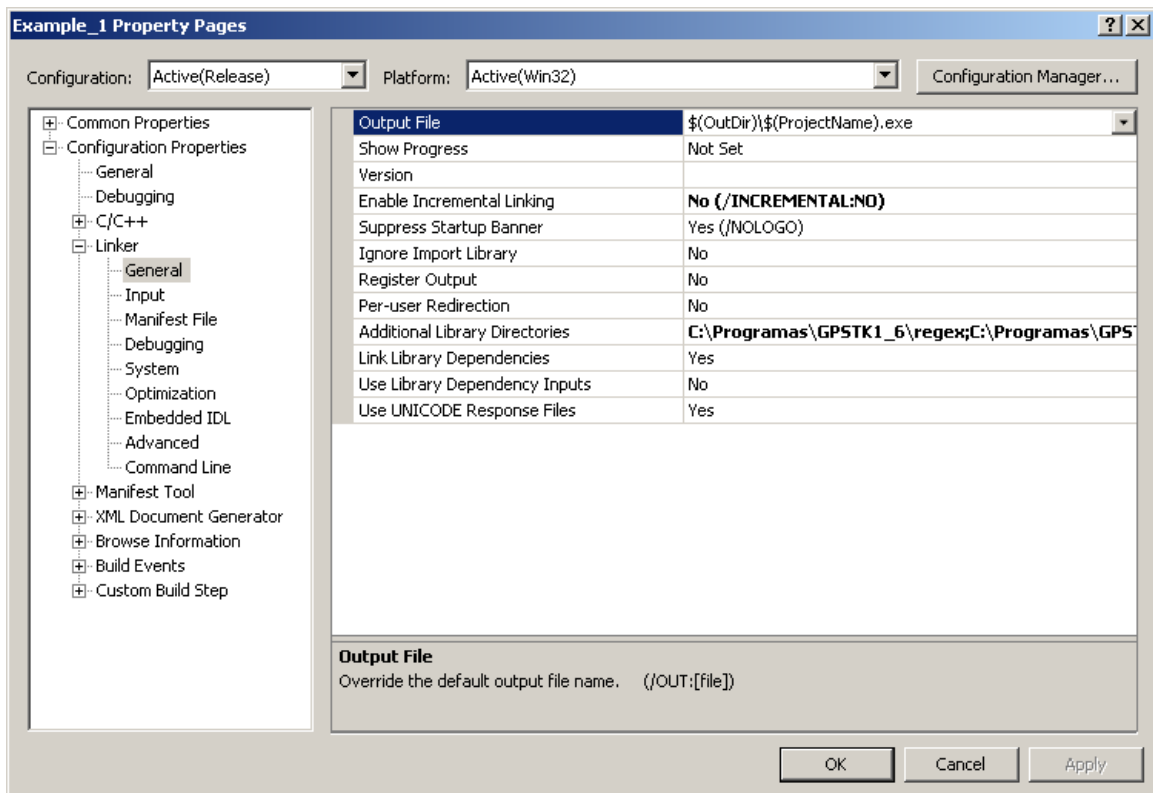 Example_1 Property Pages
Configuration: Active(Release) Platform: Active(Win32) Configuration Manager...
Common Properties
Configuration Properties
General
Debugging
C/C++
Linker
General
Input
Manifest File
Debugging
System
Optimization
Embedded IDL
Advanced
Command Line
Manifest Tool
XML Document Generator
Browse Information
Build Events
Custom Build Step
Output File $(OutDir)\$(ProjectName).exe
Show Progress Not Set
Version
Enable Incremental Linking No (/INCREMENTAL:NO)
Suppress Startup Banner Yes (/NOLOGO)
Ignore Import Library No
Register Output No
Per-user Redirection No
Additional Library Directories C:\Programas\GPSTK1_6\regex;C:\Programas\GPST
Link Library Dependencies Yes
Use Library Dependency Inputs No
Use UNICODE Response Files Yes
Output File
Override the default output file name. (/OUT:[file])
OK Cancel Apply